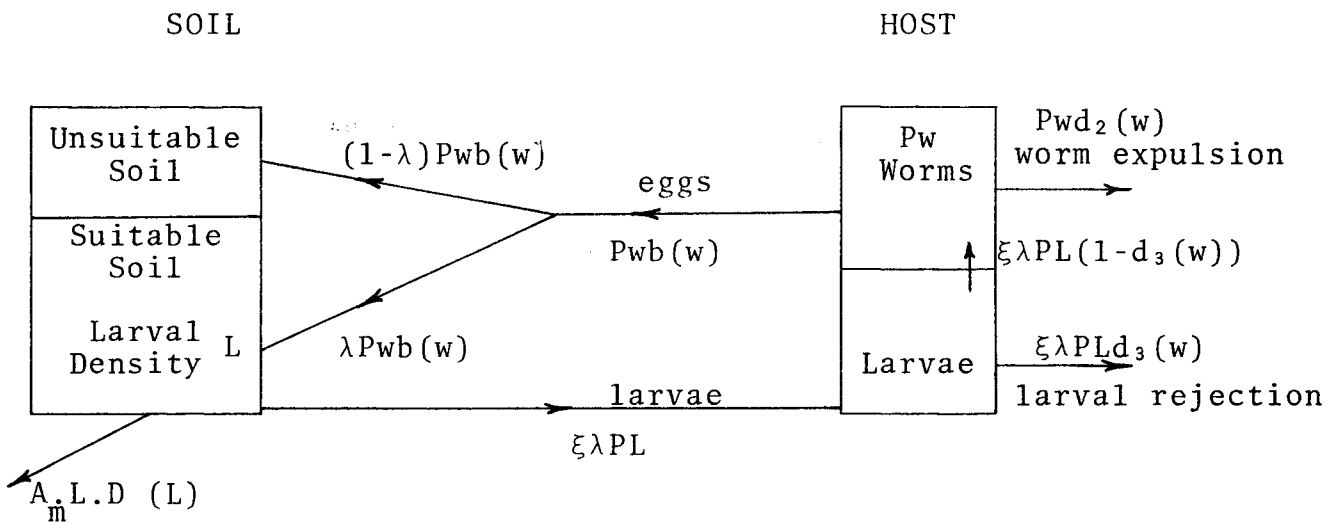 SOIL
HOST
Unsuitable
Soil
(1-λ)Pwb(w)
eggs
Pw
Worms
Pwd₂(w)
worm expulsion
Suitable
Soil
Pwb(w)
ξλPL(1-d₃(w))
Larval
Density L
λPwb(w)
Larvae
ξλPLd₃(w)
larvae
larval rejection
ξλPL
Aₘ.L.D (L)